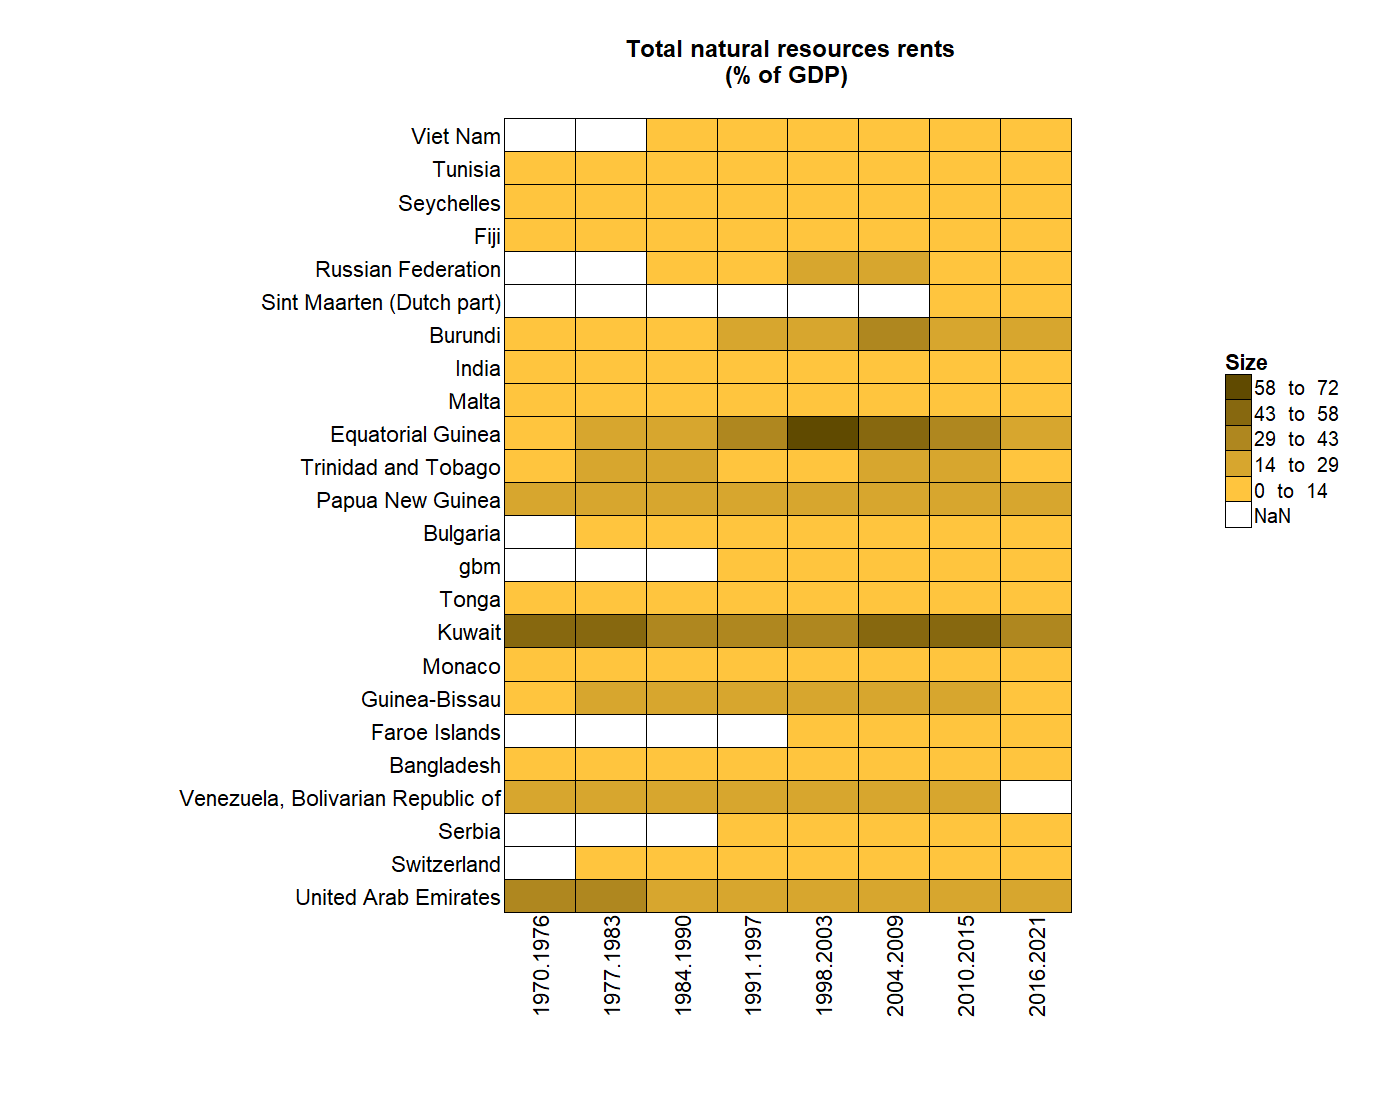 Total natural resources rents
(% of GDP)
Viet Nam
Tunisia
Seychelles
Fiji
Russian Federation
Sint Maarten (Dutch part)
Burundi
India
Malta
Equatorial Guinea
Trinidad and Tobago
Papua New Guinea
Bulgaria
gbm
Tonga
Kuwait
Monaco
Guinea-Bissau
Faroe Islands
Bangladesh
Venezuela, Bolivarian Republic of
Serbia
Switzerland
United Arab Emirates
1970.1976
1977.1983
1984.1990
1991.1997
1998.2003
2004.2009
2010.2015
2016.2021
Size
58 to 72
43 to 58
29 to 43
14 to 29
0 to 14
NaN